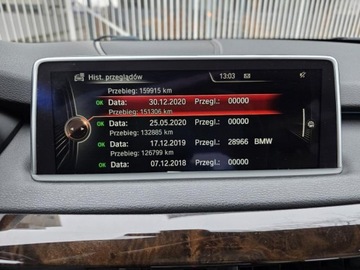 Hist. przeglądów 13:03
Przebieg: 159915 km
OK Data: 30.12.2020 Przegl.: 00000
Przebieg: 151306 km
OK Data: 25.05.2020 Przegl.: 00000
Przebieg: 132885 km
OK Data: 17.12.2019 Przegl.: 28966 BMW
Przebieg: 126799 km
OK Data: 07.12.2018 Przegl.: 00000